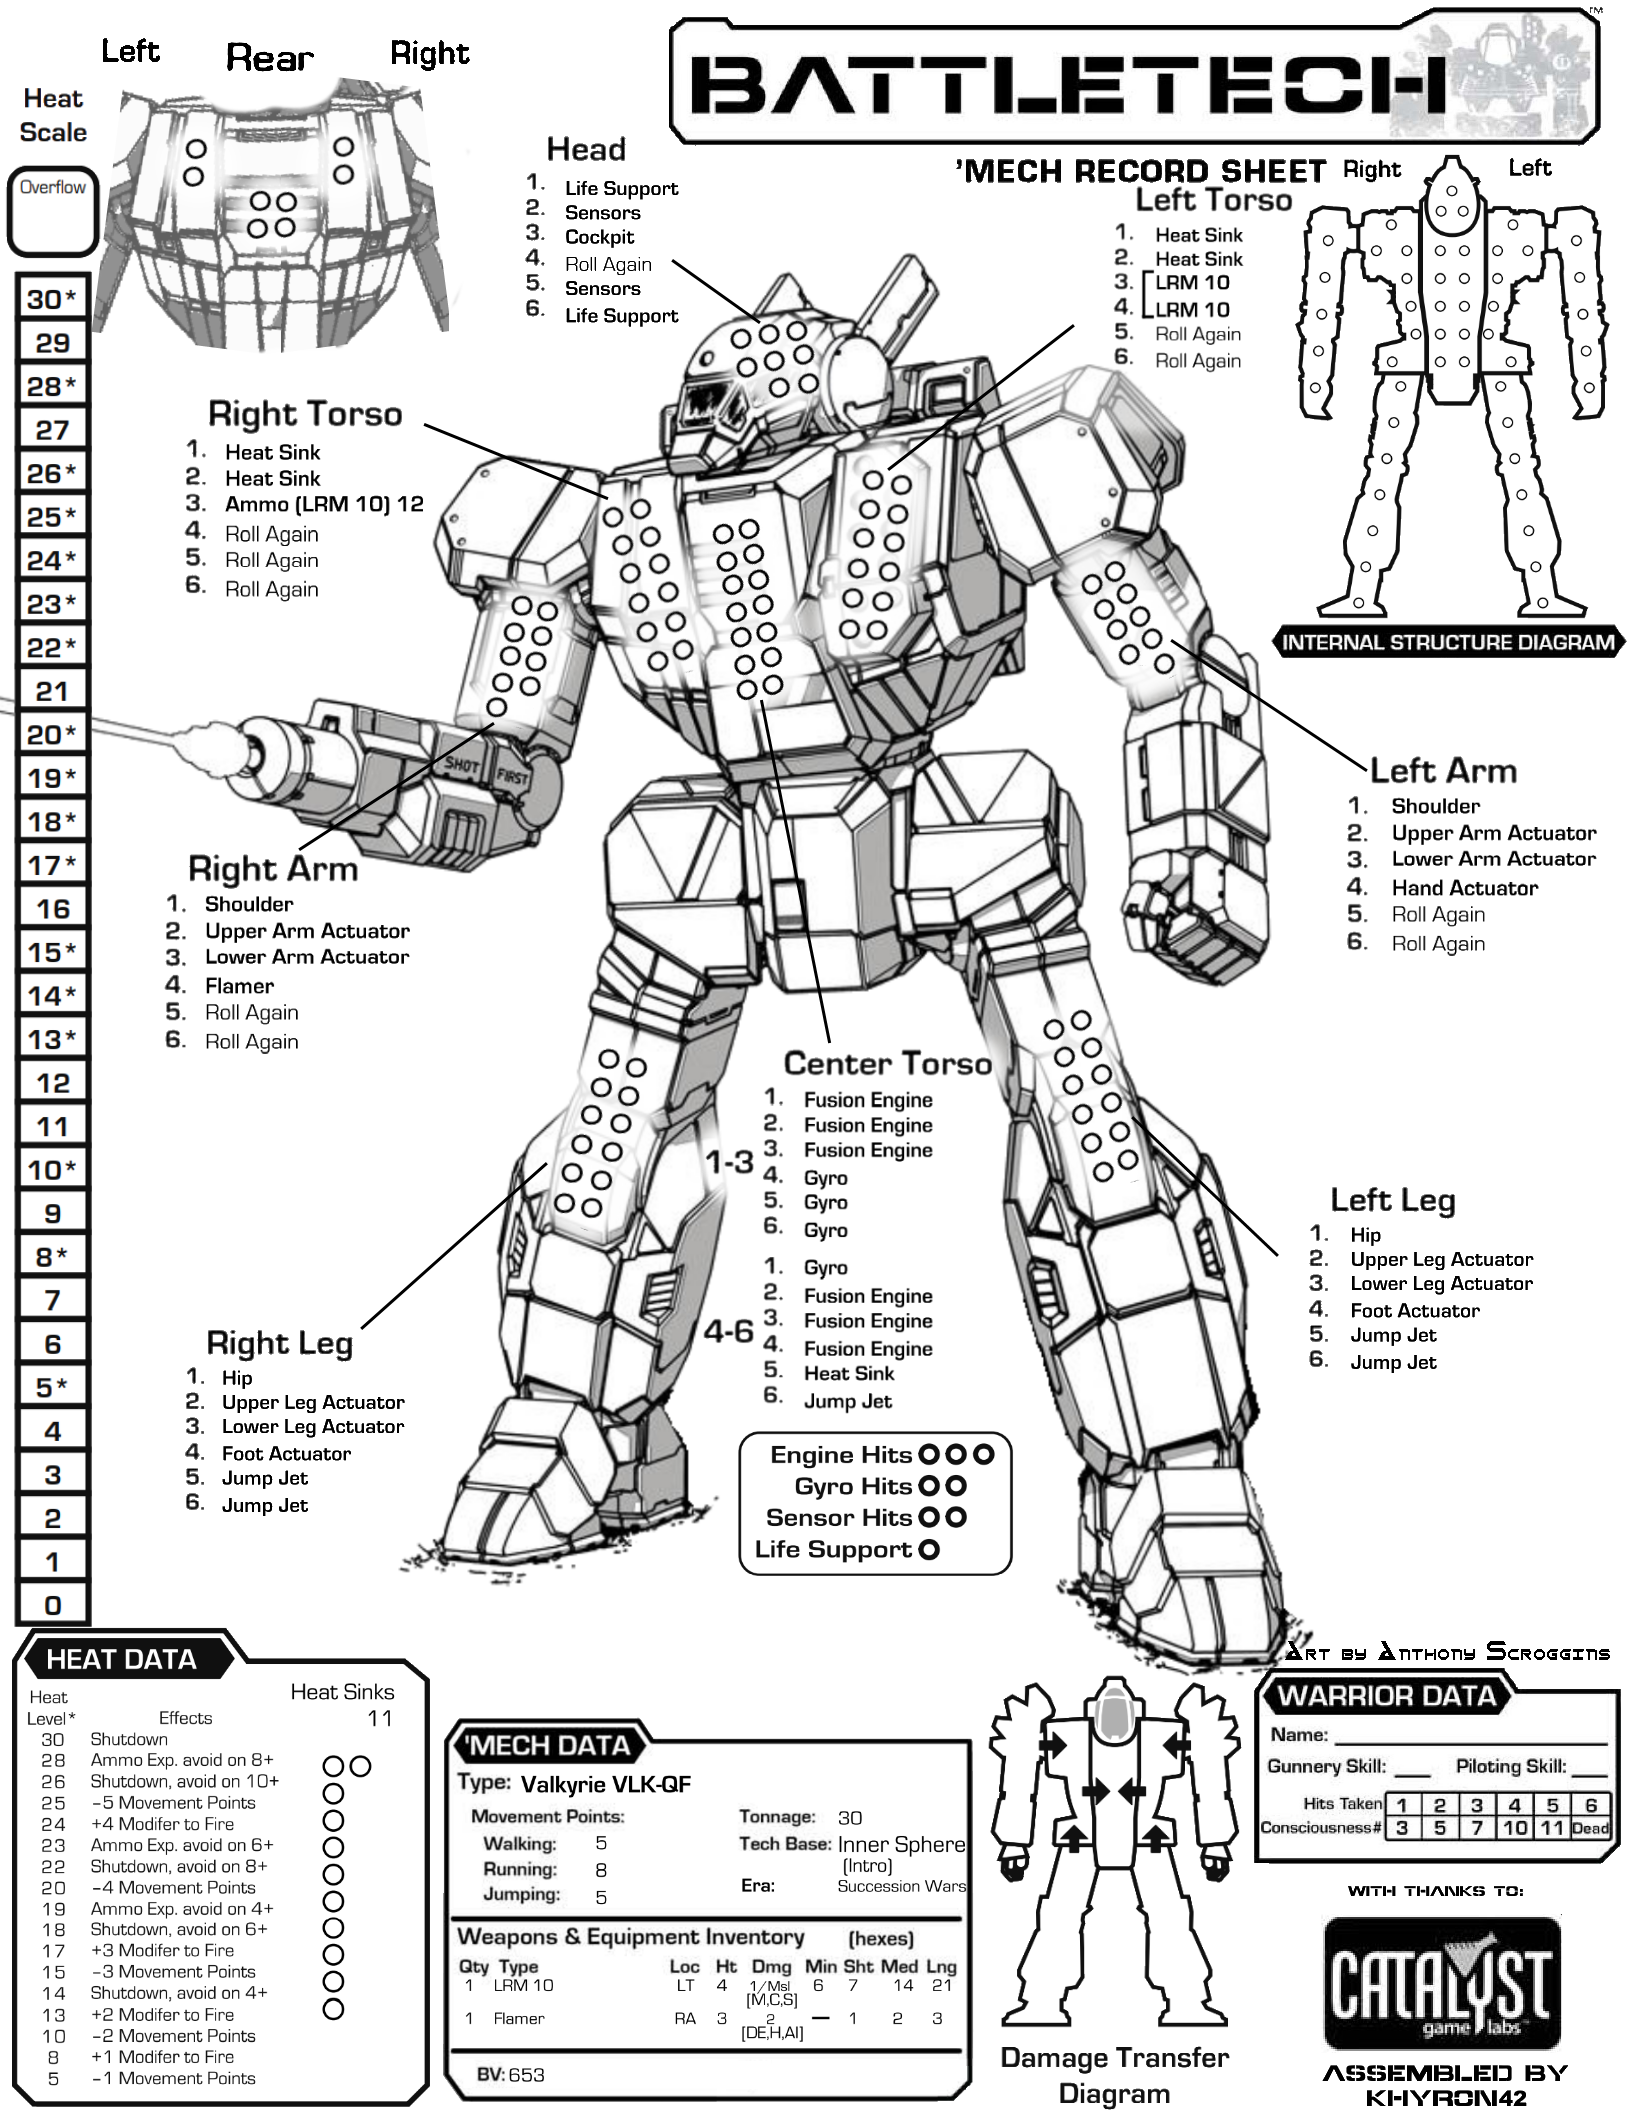 Left Rear Right
Heat
Scale
Overflow
30*
29
28*
27
26*
25*
24*
23*
22*
21
20*
19*
18*
17*
16
15*
14*
13*
12
11
10*
9
8*
7
6
5*
4
3
2
1
0
BATTLETECH
TM
'MECH RECORD SHEET
Head
1. Life Support
2. Sensors
3. Cockpit
4. Roll Again
5. Sensors
6. Life Support
Left Torso
1. Heat Sink
2. Heat Sink
3. LRM 10
4. LRM 10
5. Roll Again
6. Roll Again
Right Left
INTERNAL STRUCTURE DIAGRAM
Right Torso
1. Heat Sink
2. Heat Sink
3. Ammo (LRM 10) 12
4. Roll Again
5. Roll Again
6. Roll Again
SHOT FIRST
Left Arm
1. Shoulder
2. Upper Arm Actuator
3. Lower Arm Actuator
4. Hand Actuator
5. Roll Again
6. Roll Again
Right Arm
1. Shoulder
2. Upper Arm Actuator
3. Lower Arm Actuator
4. Flamer
5. Roll Again
6. Roll Again
Center Torso
1-3
1. Fusion Engine
2. Fusion Engine
3. Fusion Engine
4. Gyro
5. Gyro
6. Gyro
4-6
1. Gyro
2. Fusion Engine
3. Fusion Engine
4. Fusion Engine
5. Heat Sink
6. Jump Jet
Engine Hits
Gyro Hits
Sensor Hits
Life Support
Left Leg
1. Hip
2. Upper Leg Actuator
3. Lower Leg Actuator
4. Foot Actuator
5. Jump Jet
6. Jump Jet
Right Leg
1. Hip
2. Upper Leg Actuator
3. Lower Leg Actuator
4. Foot Actuator
5. Jump Jet
6. Jump Jet
HEAT DATA
Heat
Level* Effects
Heat Sinks
11
30 Shutdown
28 Ammo Exp. avoid on 8+
26 Shutdown, avoid on 10+
25 -5 Movement Points
24 +4 Modifer to Fire
23 Ammo Exp. avoid on 6+
22 Shutdown, avoid on 8+
20 -4 Movement Points
19 Ammo Exp. avoid on 4+
18 Shutdown, avoid on 6+
17 +3 Modifer to Fire
15 -3 Movement Points
14 Shutdown, avoid on 4+
13 +2 Modifer to Fire
10 -2 Movement Points
8 +1 Modifer to Fire
5 -1 Movement Points
'MECH DATA
Type: Valkyrie VLK-QF
Movement Points:
Walking: 5
Running: 8
Jumping: 5
Tonnage: 30
Tech Base: Inner Sphere
(Intro)
Era: Succession Wars
Weapons & Equipment Inventory (hexes)
Qty Type Loc Ht Dmg Min Sht Med Lng
1 LRM 10 LT 4 1/Msl 6 7 14 21
[M,C,S]
1 Flamer RA 3 2 — 1 2 3
[DE,H,AI]
BV: 653
Damage Transfer
Diagram
Art by Anthony Scroggins
WARRIOR DATA
Name:
Gunnery Skill: Piloting Skill:
Hits Taken 1 2 3 4 5 6
Consciousness# 3 5 7 10 11 Dead
WITH THANKS TO:
CATALYST
game labs
ASSEMBLED BY
KHYRON42